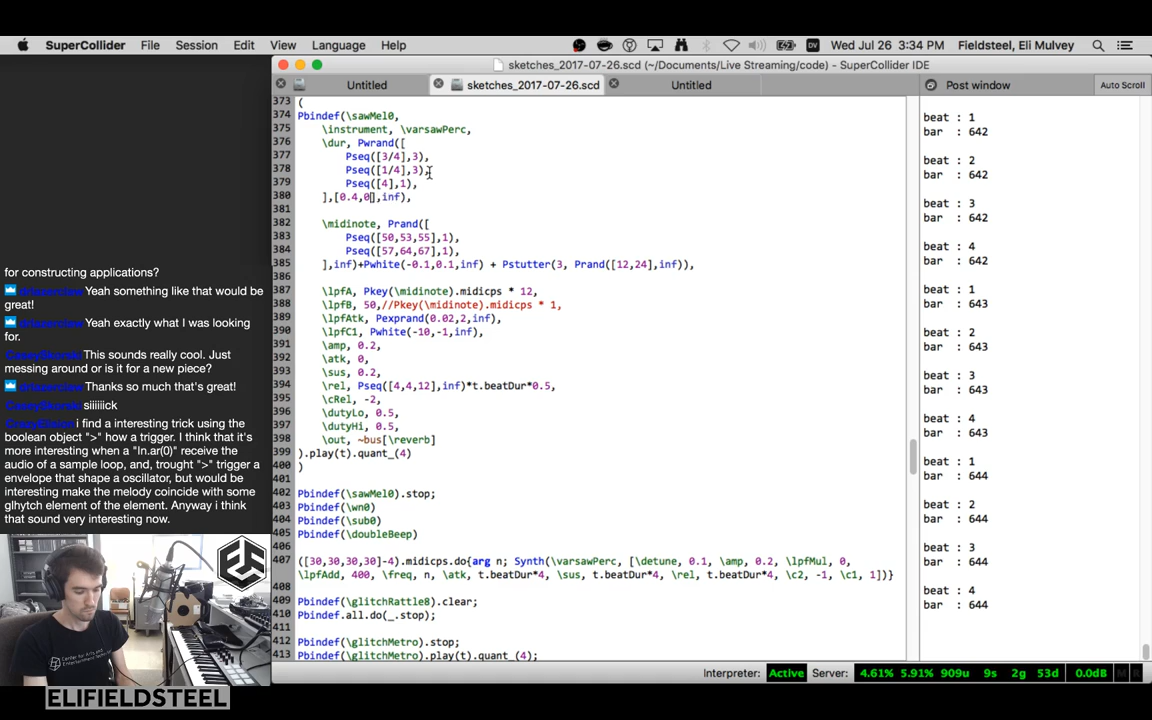 SuperCollider File Session Edit View Language Help
DV Wed Jul 26 3:34 PM Fieldsteel, Eli Mulvey
sketches_2017-07-26.scd (~/Documents/Live Streaming/code) - SuperCollider IDE
Untitled sketches_2017-07-26.scd Untitled
Post window Auto Scroll
373 (
374 Pbindef(\sawMel0,
375 \instrument, \varsawPerc,
376 \dur, Pwrand([
377 Pseq([3/4],3),
378 Pseq([1/4],3),
379 Pseq([4],1),
380 ],[0.4,0],inf),
381
382 \midinote, Prand([
383 Pseq([50,53,55],1),
384 Pseq([57,64,67],1),
385 ],inf)+Pwhite(-0.1,0.1,inf) + Pstutter(3, Prand([12,24],inf)),
386
387 \lpfA, Pkey(\midinote).midicps * 12,
388 \lpfB, 50,//Pkey(\midinote).midicps * 1,
389 \lpfAtk, Pexprand(0.02,2,inf),
390 \lpfC1, Pwhite(-10,-1,inf),
391 \amp, 0.2,
392 \atk, 0,
393 \sus, 0.2,
394 \rel, Pseq([4,4,12],inf)*t.beatDur*0.5,
395 \cRel, -2,
396 \dutyLo, 0.5,
397 \dutyHi, 0.5,
398 \out, ~bus[\reverb]
399 ).play(t).quant_(4)
400 )
401
402 Pbindef(\sawMel0).stop;
403 Pbindef(\wn0)
404 Pbindef(\sub0)
405 Pbindef(\doubleBeep)
406
407 ([30,30,30,30]-4).midicps.do{arg n; Synth(\varsawPerc, [\detune, 0.1, \amp, 0.2, \lpfMul, 0,
\lpfAdd, 400, \freq, n, \atk, t.beatDur*4, \sus, t.beatDur*4, \rel, t.beatDur*4, \c2, -1, \c1, 1])}
408
409 Pbindef(\glitchRattle8).clear;
410 Pbindef.all.do(_.stop);
411
412 Pbindef(\glitchMetro).stop;
413 Pbindef(\glitchMetro).play(t).quant_(4);
beat : 1
bar : 642
beat : 2
bar : 642
beat : 3
bar : 642
beat : 4
bar : 642
beat : 1
bar : 643
beat : 2
bar : 643
beat : 3
bar : 643
beat : 4
bar : 643
beat : 1
bar : 644
beat : 2
bar : 644
beat : 3
bar : 644
beat : 4
bar : 644
for constructing applications?
Yeah something like that would be
great!
Yeah exactly what I was looking
for.
This sounds really cool. Just
messing around or is it for a new piece?
Thanks so much that's great!
siiiiiick
i find a interesting trick using the
boolean object ">" how a trigger. I think that it's
more interesting when a "In.ar(0)" receive the
audio of a sample loop, and, trought ">" trigger a
envelope that shape a oscillator, but would be
interesting make the melody coincide with some
glhytch element of the element. Anyway i think
that sound very interesting now.
ELIFIELDSTEEL
Interpreter: Active Server: 4.61% 5.91% 909u 9s 2g 53d 0.0dB M R